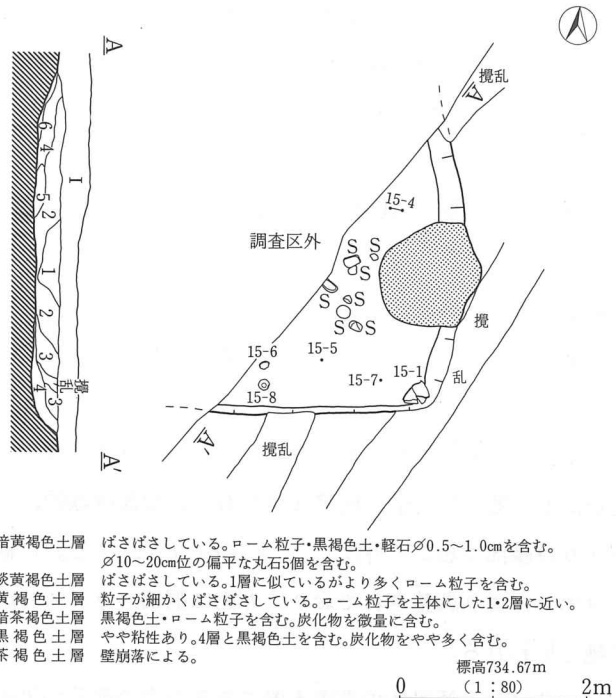 A
A
攪乱
15-4
調査区外
S
S
S
S
S
S
S
攪乱
15-6
15-5
15-7
15-1
15-8
A'
攪乱
A'
I
6
4
5
2
1
2
3
4
3
攪乱
暗黄褐色土層 ばさばさしている。ローム粒子・黒褐色土・軽石∅0.5~1.0cmを含む。
∅10~20cm位の偏平な丸石5個を含む。
淡黄褐色土層 ばさばさしている。1層に似ているがより多くローム粒子を含む。
黄褐色土層 粒子が細かくばさばさしている。ローム粒子を主体にした1・2層に近い。
暗茶褐色土層 黒褐色土・ローム粒子を含む。炭化物を微量に含む。
黒褐色土層 やや粘性あり。4層と黒褐色土を含む。炭化物をやや多く含む。
茶褐色土層 壁崩落による。
標高734.67m
0 (1:80) 2m